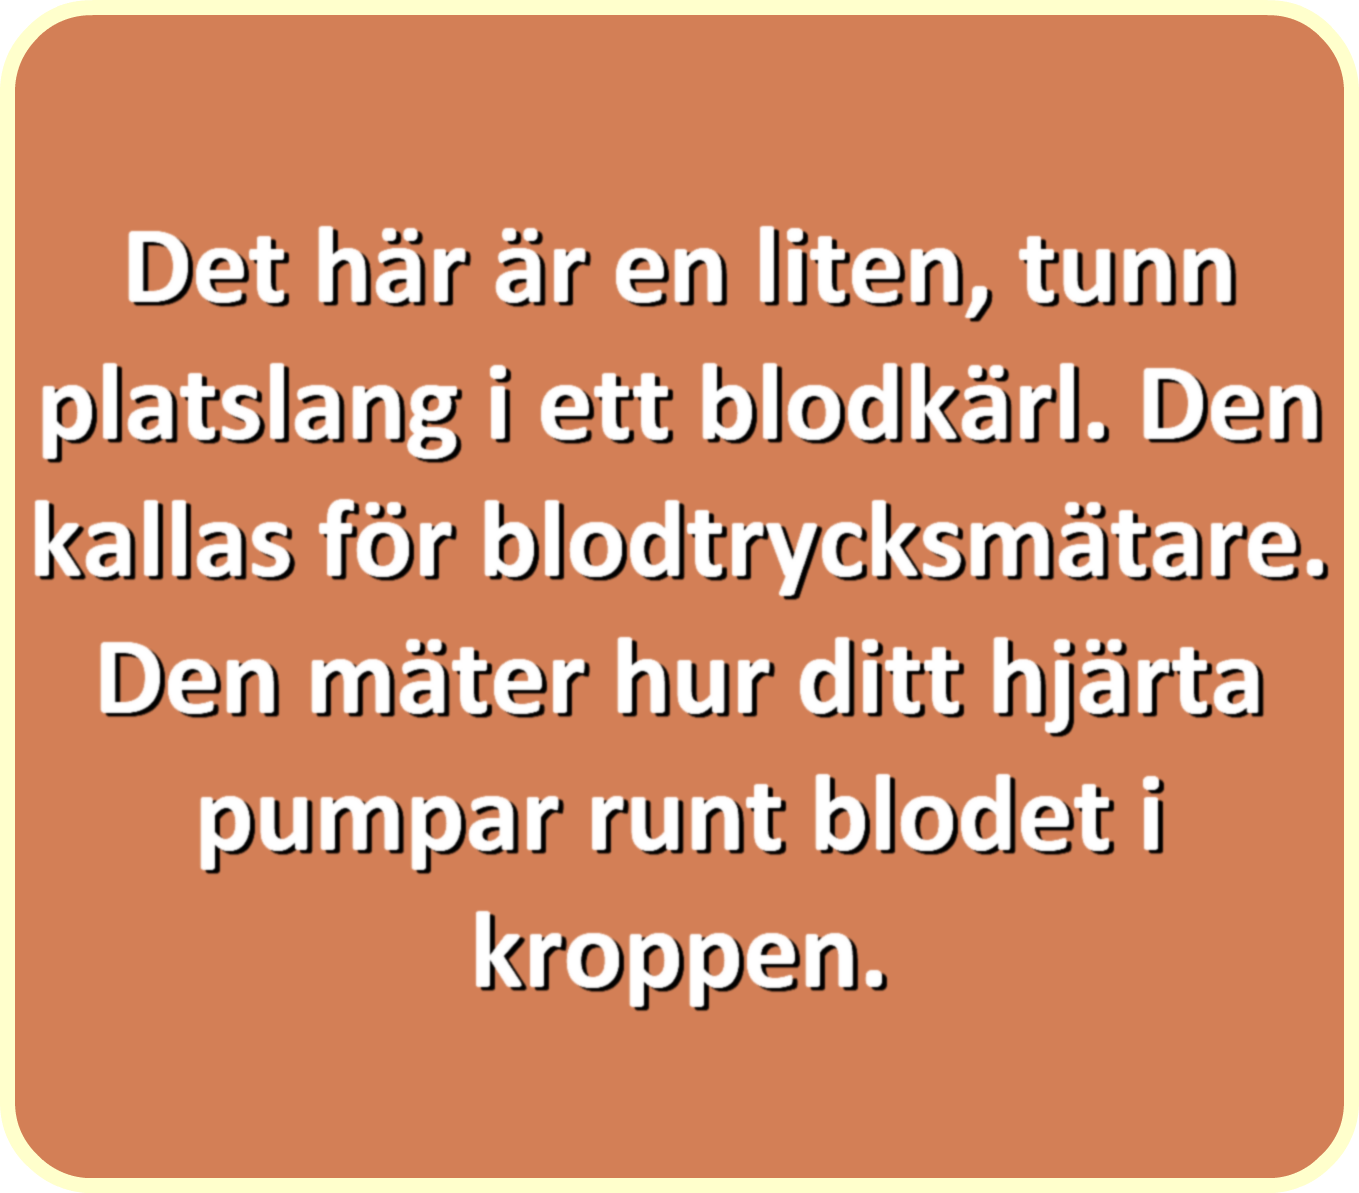 Det här är en liten, tunn
platslang i ett blodkärl. Den
kallas för blodtrycksmätare.
Den mäter hur ditt hjärta
pumpar runt blodet i
kroppen.